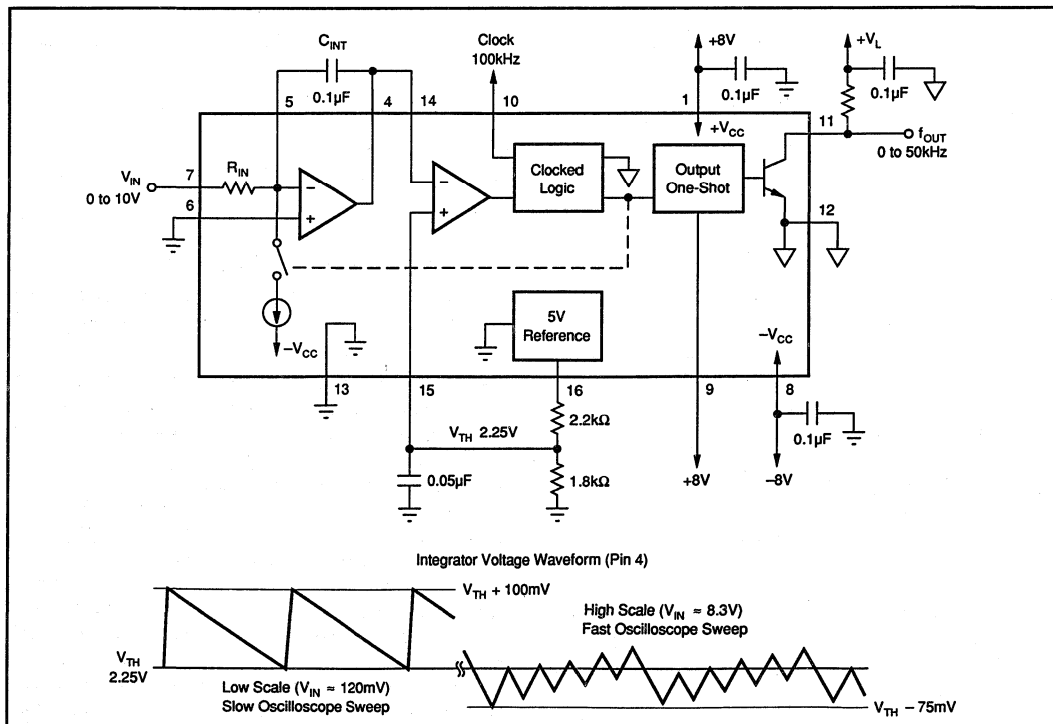 C_INT
0.1µF
5
4
14
Clock
100kHz
10
+8V
1
0.1µF
+V_CC
+V_L
0.1µF
11
f_OUT
0 to 50kHz
V_IN
0 to 10V
7
R_IN
6
−
+
−
+
Clocked
Logic
Output
One-Shot
12
−V_CC
5V
Reference
−V_CC
13
15
16
9
8
2.2kΩ
V_TH 2.25V
0.05µF
1.8kΩ
0.1µF
+8V
−8V
Integrator Voltage Waveform (Pin 4)
V_TH + 100mV
High Scale (V_IN ≈ 8.3V)
Fast Oscilloscope Sweep
V_TH
2.25V
Low Scale (V_IN ≈ 120mV)
Slow Oscilloscope Sweep
V_TH − 75mV